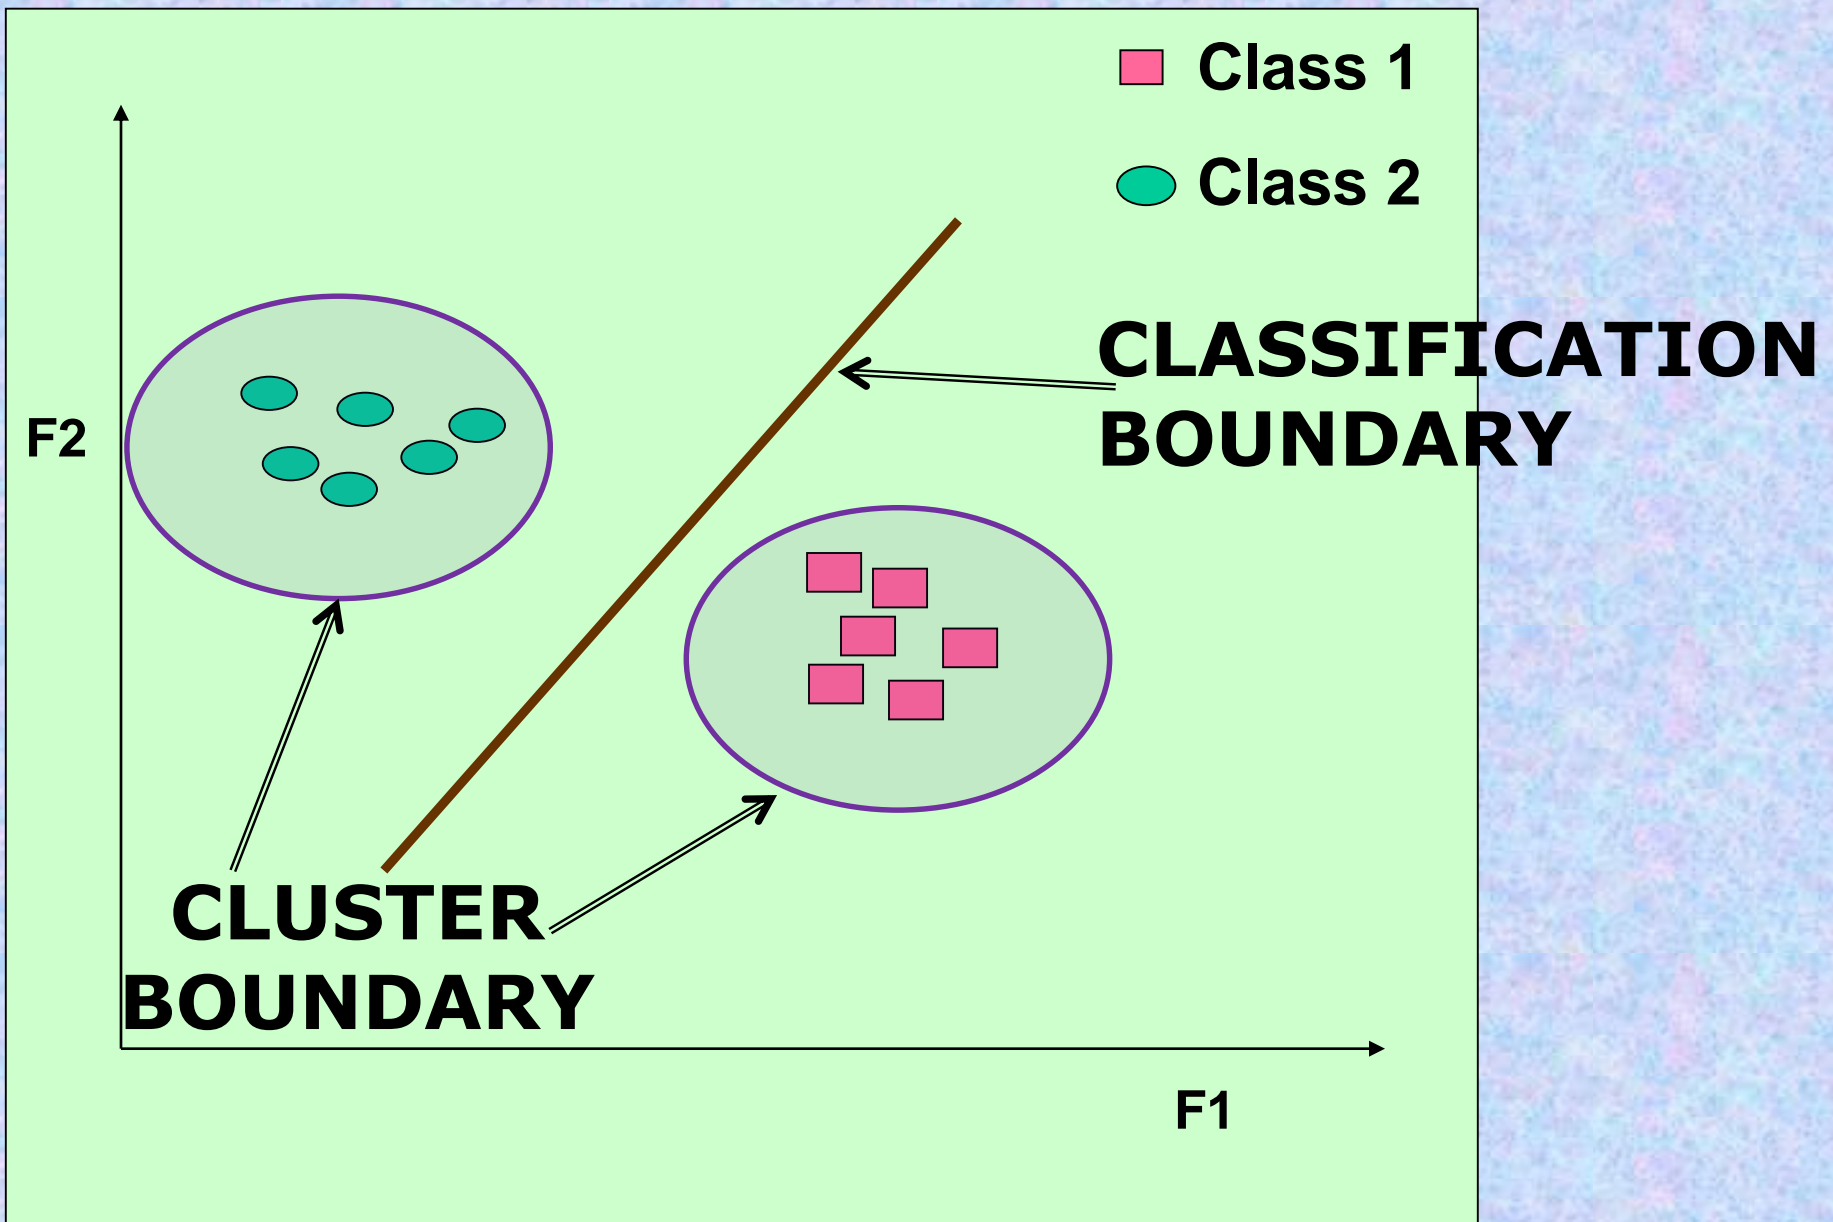 Class 1
Class 2
CLASSIFICATION
BOUNDARY
F2
CLUSTER
BOUNDARY
F1